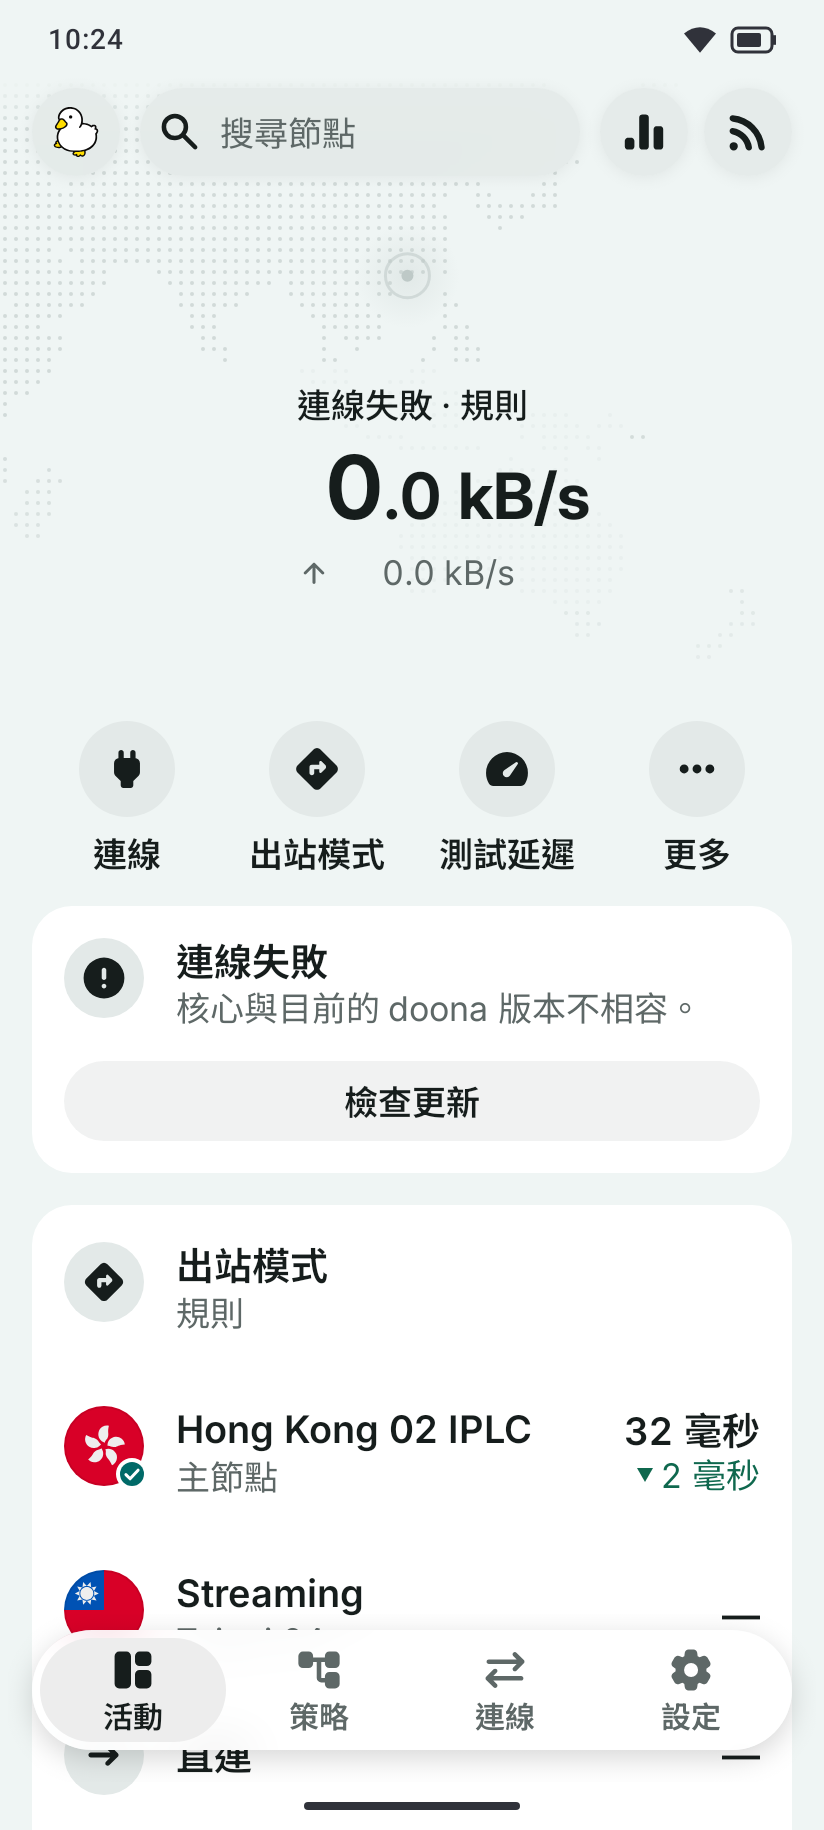 10:24
搜尋節點
連線失敗 · 規則
0.0 kB/s
↑ 0.0 kB/s
連線 出站模式 測試延遲 更多
連線失敗
核心與目前的 doona 版本不相容。
檢查更新
出站模式
規則
Hong Kong 02 IPLC 32 毫秒
主節點 ▼2 毫秒
Streaming —
活動 策略 連線 設定
直連 —